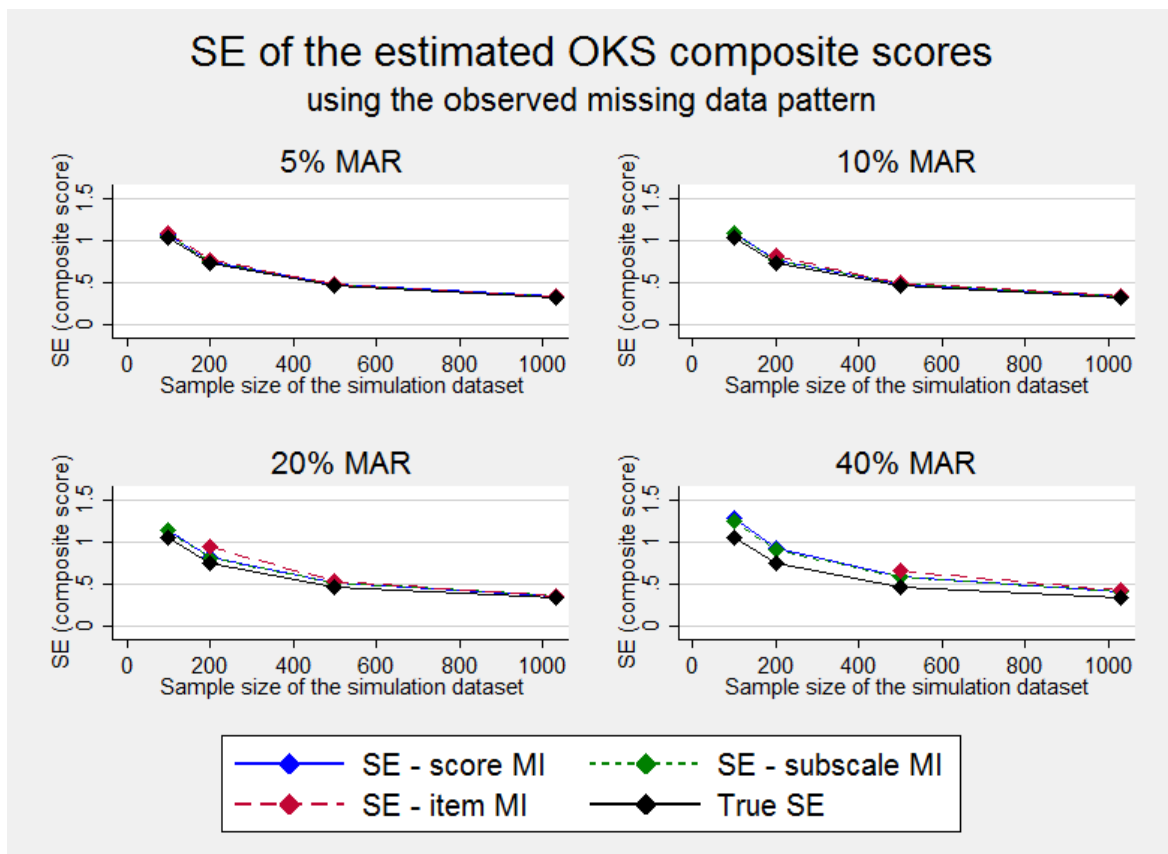 SE of the estimated OKS composite scores
using the observed missing data pattern
5% MAR
SE (composite score)
0 .5 1 1.5
0 200 400 600 800 1000
Sample size of the simulation dataset
10% MAR
SE (composite score)
0 .5 1 1.5
0 200 400 600 800 1000
Sample size of the simulation dataset
20% MAR
SE (composite score)
0 .5 1 1.5
0 200 400 600 800 1000
Sample size of the simulation dataset
40% MAR
SE (composite score)
0 .5 1 1.5
0 200 400 600 800 1000
Sample size of the simulation dataset
SE - score MI SE - subscale MI
SE - item MI True SE